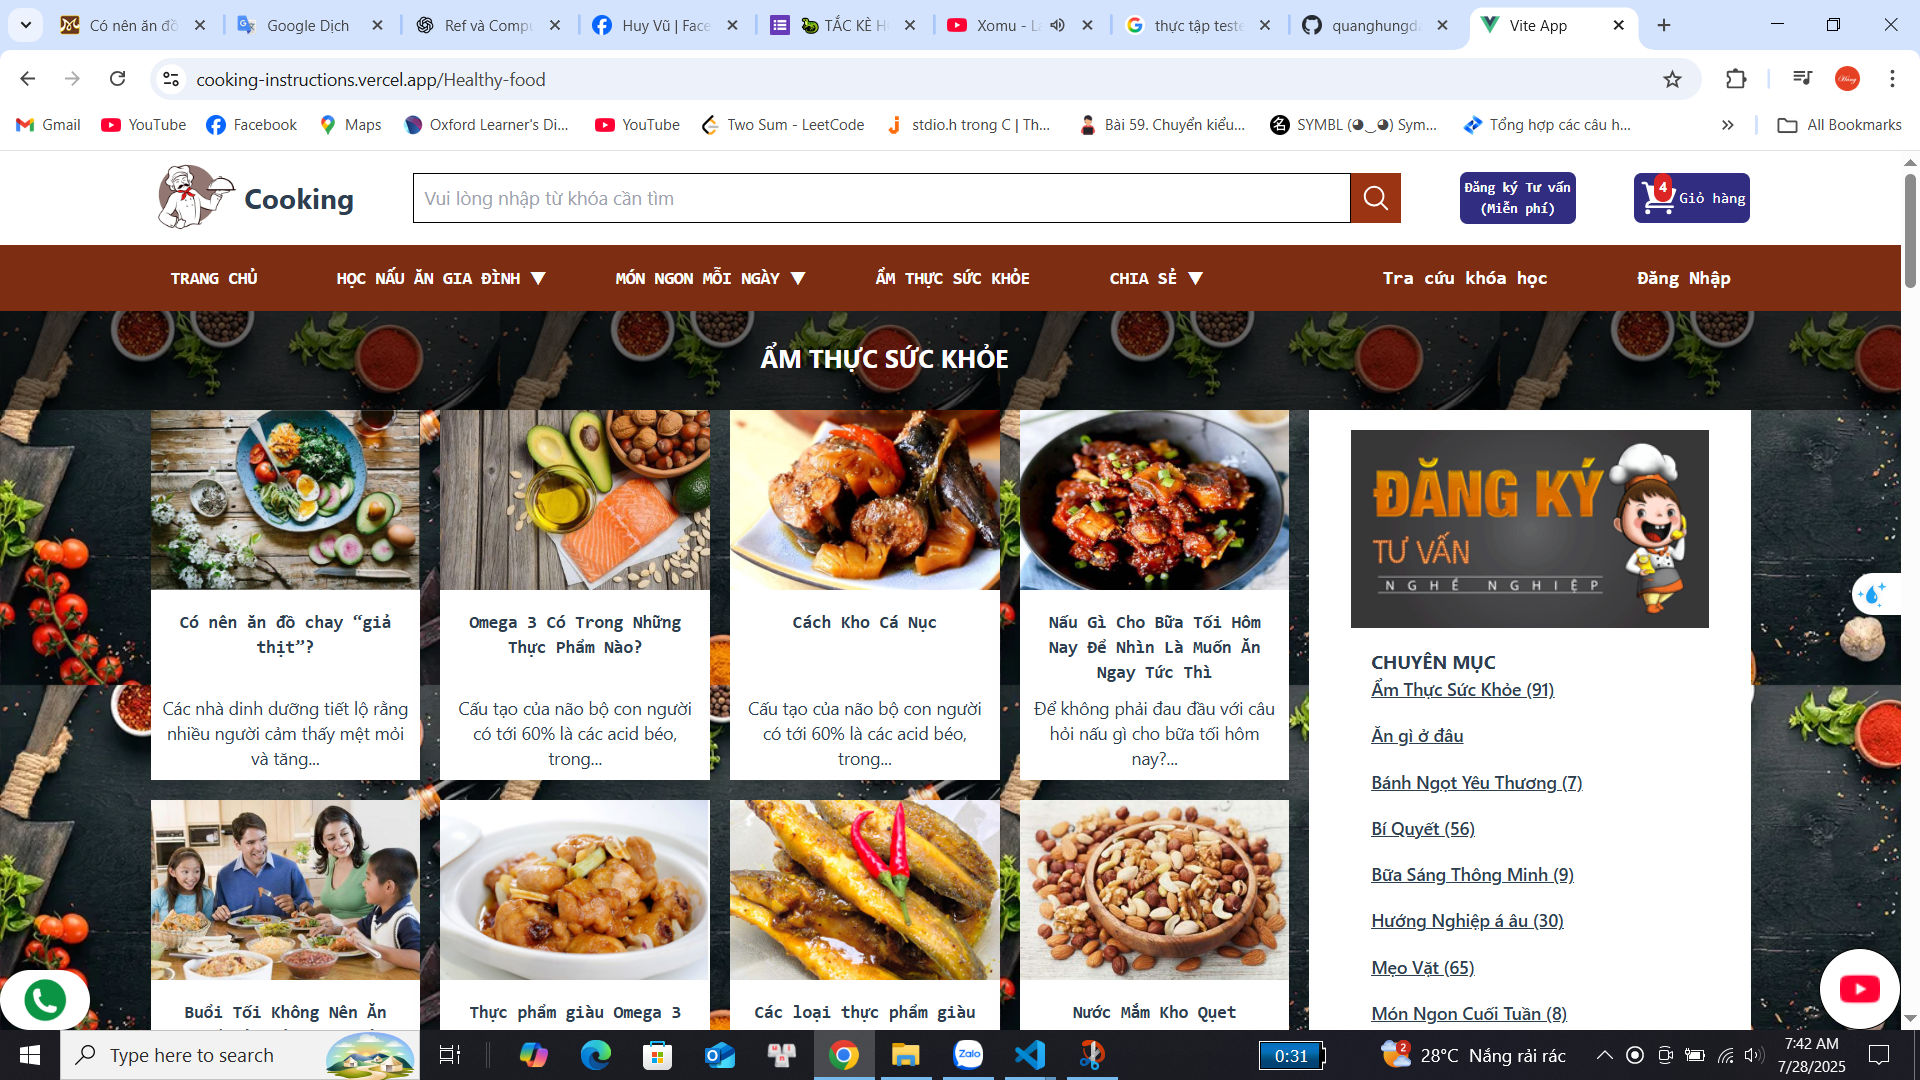 Có nên ăn đồ
Google Dịch
Ref và Comp
Huy Vũ | Face
TẮC KÈ H
Xomu - L
thực tập teste
quanghungda
Vite App
cooking-instructions.vercel.app/Healthy-food
Gmail
YouTube
Facebook
Maps
Oxford Learner's Di...
YouTube
Two Sum - LeetCode
stdio.h trong C | Th...
Bài 59. Chuyển kiểu...
SYMBL (◕‿◕) Sym...
Tổng hợp các câu h...
All Bookmarks
Cooking
Vui lòng nhập từ khóa cần tìm
Đăng ký Tư vấn
(Miễn phí)
4
Giỏ hàng
TRANG CHỦ
HỌC NẤU ĂN GIA ĐÌNH ▼
MÓN NGON MỖI NGÀY ▼
ẨM THỰC SỨC KHỎE
CHIA SẺ ▼
Tra cứu khóa học
Đăng Nhập
ẨM THỰC SỨC KHỎE
Có nên ăn đồ chay “giả
thịt”?
Các nhà dinh dưỡng tiết lộ rằng
nhiều người cảm thấy mệt mỏi
và tăng...
Omega 3 Có Trong Những
Thực Phẩm Nào?
Cấu tạo của não bộ con người
có tới 60% là các acid béo,
trong...
Cách Kho Cá Nục
Cấu tạo của não bộ con người
có tới 60% là các acid béo,
trong...
Nấu Gì Cho Bữa Tối Hôm
Nay Để Nhìn Là Muốn Ăn
Ngay Tức Thì
Để không phải đau đầu với câu
hỏi nấu gì cho bữa tối hôm
nay?...
Buổi Tối Không Nên Ăn
Thực phẩm giàu Omega 3
Các loại thực phẩm giàu
Nước Mắm Kho Quẹt
ĐĂNG KÝ
TƯ VẤN
NGHỀ NGHIỆP
CHUYÊN MỤC
Ẩm Thực Sức Khỏe (91)
Ăn gì ở đâu
Bánh Ngọt Yêu Thương (7)
Bí Quyết (56)
Bữa Sáng Thông Minh (9)
Hướng Nghiệp á âu (30)
Mẹo Vặt (65)
Món Ngon Cuối Tuần (8)
Type here to search
Zalo
0:31
2
28°C Nắng rải rác
7:42 AM
7/28/2025